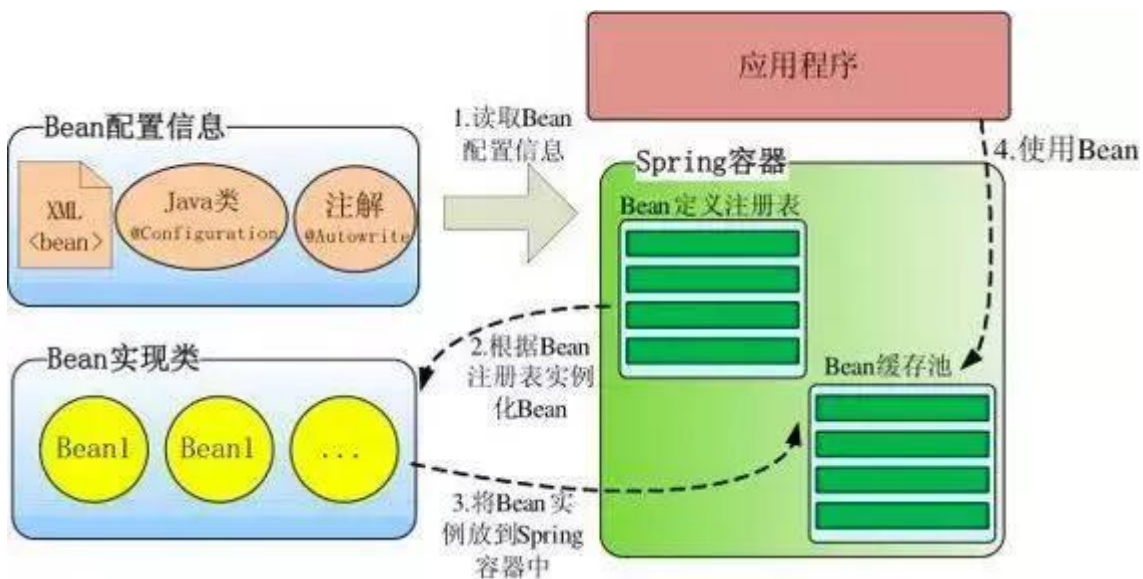 应用程序
Bean配置信息
XML
<bean>
Java类
@Configuration
注解
@Autowrite
1.读取Bean
配置信息
Spring容器
Bean定义注册表
4.使用Bean
2.根据Bean
注册表实例
化Bean
Bean实现类
Bean1
Bean1
...
Bean缓存池
3.将Bean实
例放到Spring
容器中